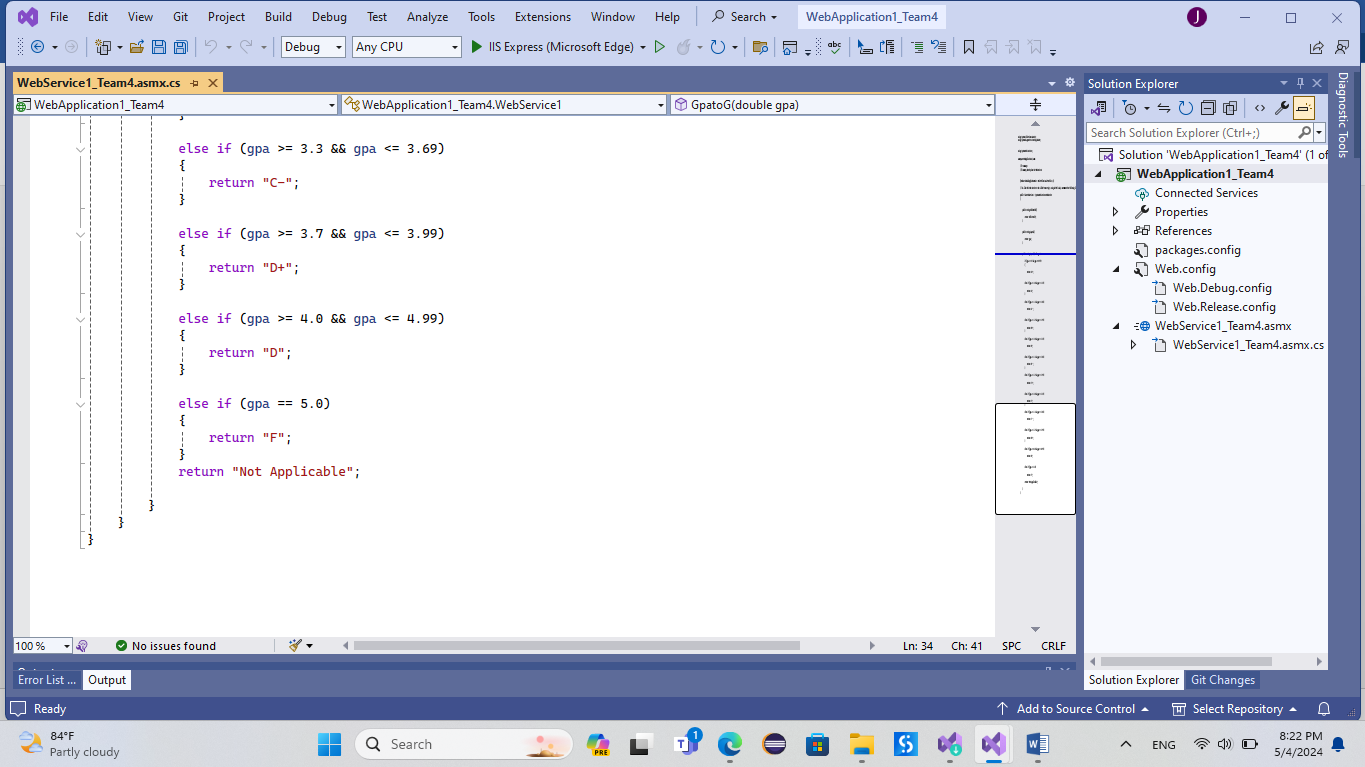 File Edit View Git Project Build Debug Test Analyze Tools Extensions Window Help Search WebApplication1_Team4 J
Debug Any CPU IIS Express (Microsoft Edge)
WebService1_Team4.asmx.cs
WebApplication1_Team4 WebApplication1_Team4.WebService1 GpatoG(double gpa)
}
else if (gpa >= 3.3 && gpa <= 3.69)
{
return "C-";
}
else if (gpa >= 3.7 && gpa <= 3.99)
{
return "D+";
}
else if (gpa >= 4.0 && gpa <= 4.99)
{
return "D";
}
else if (gpa == 5.0)
{
return "F";
}
return "Not Applicable";
}
}
}
100 % No issues found Ln: 34 Ch: 41 SPC CRLF
Error List ... Output
Solution Explorer
Search Solution Explorer (Ctrl+;)
Solution 'WebApplication1_Team4' (1 of
WebApplication1_Team4
Connected Services
Properties
References
packages.config
Web.config
Web.Debug.config
Web.Release.config
WebService1_Team4.asmx
WebService1_Team4.asmx.cs
Solution Explorer Git Changes
Diagnostic Tools
Ready Add to Source Control Select Repository
84°F
Partly cloudy
Search
PRE
1
ENG
8:22 PM
5/4/2024